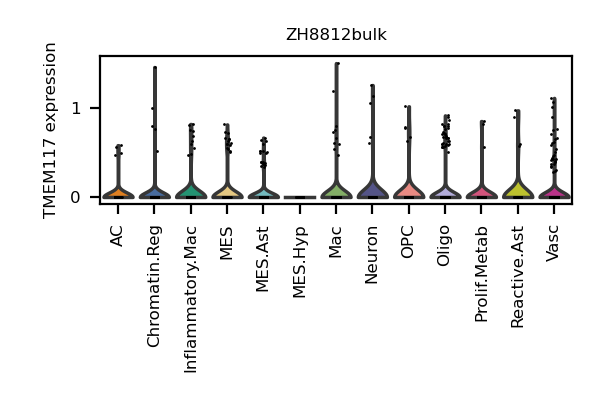 ZH8812bulk
TMEM117 expression
1
0
AC
Chromatin.Reg
Inflammatory.Mac
MES
MES.Ast
MES.Hyp
Mac
Neuron
OPC
Oligo
Prolif.Metab
Reactive.Ast
Vasc